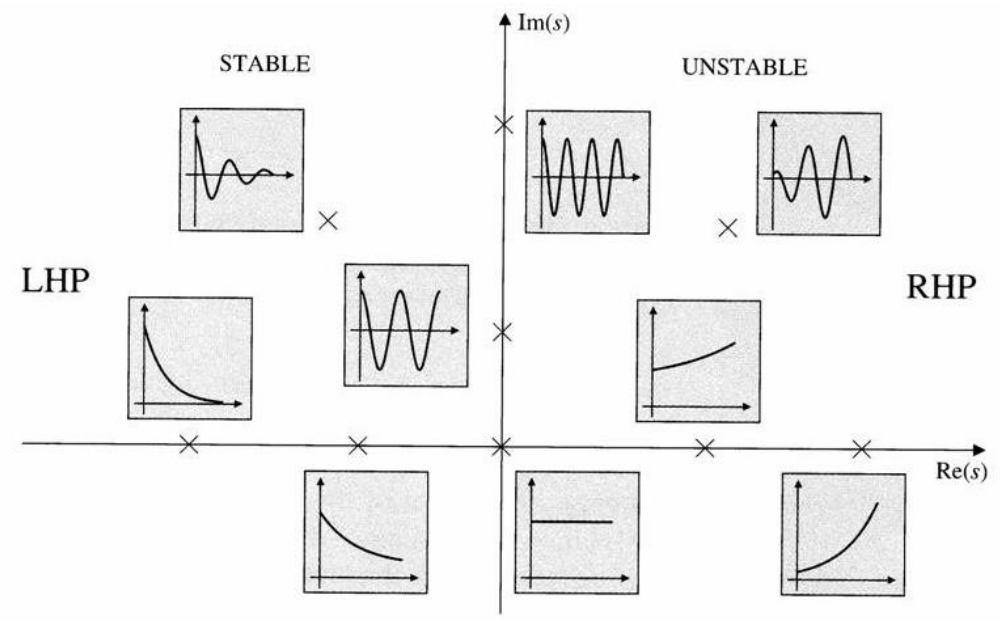 Im(s)
STABLE
UNSTABLE
LHP
RHP
Re(s)